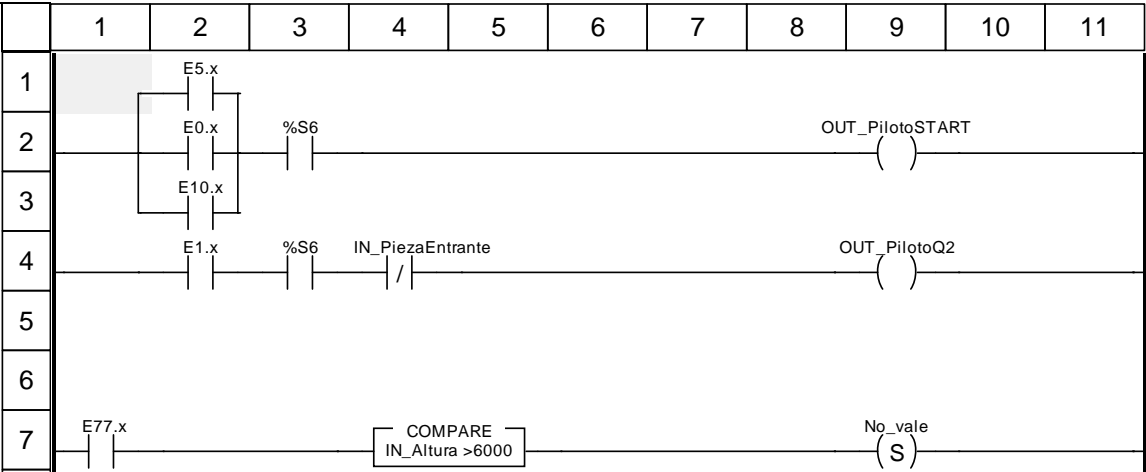 1 2 3 4 5 6 7 8 9 10 11
1
E5.x
2
E0.x %S6 OUT_PilotoSTART
( )
3
E10.x
4
E1.x %S6 IN_PiezaEntrante OUT_PilotoQ2
/ ( )
5
6
7
E77.x COMPARE No_vale
IN_Altura >6000 (S)